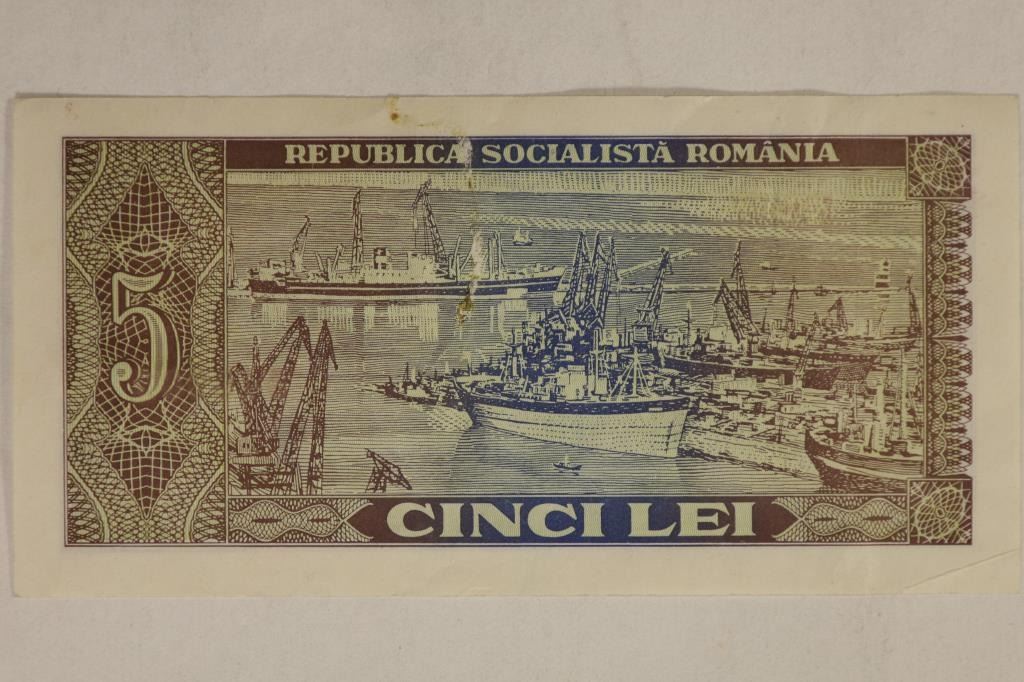 REPUBLICA SOCIALISTĂ ROMÂNIA
5
CINCI LEI